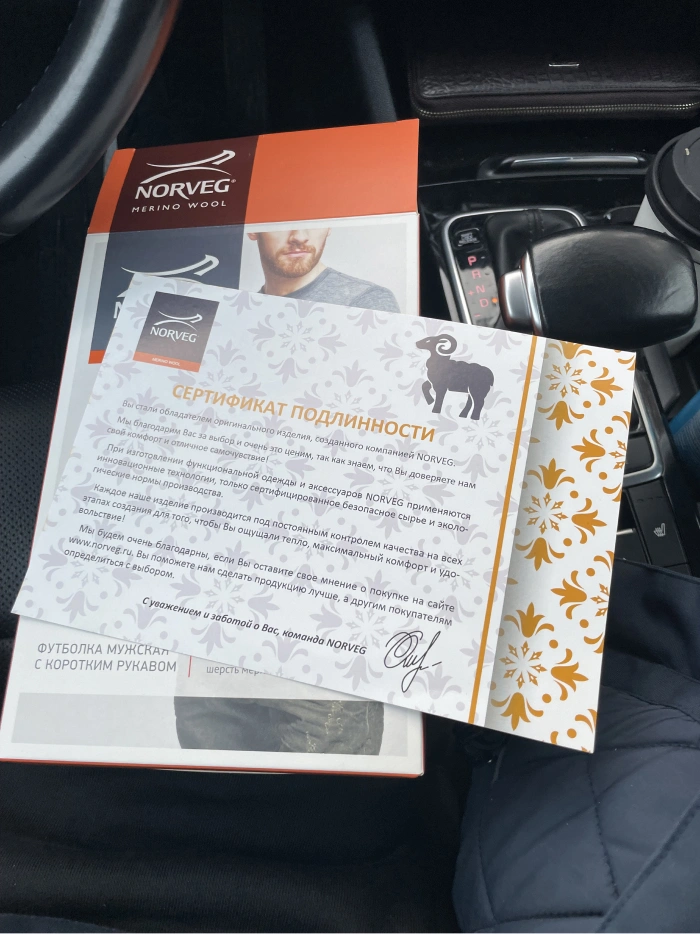 NORVEG
MERINO WOOL
NORVEG
MERINO WOOL
СЕРТИФИКАТ ПОДЛИННОСТИ
Вы стали обладателем оригинального изделия, созданного компанией NORVEG.
Мы благодарим Вас за выбор и очень это ценим, так как знаем, что Вы доверяете нам
свой комфорт и отличное самочувствие!
При изготовлении функциональной одежды и аксессуаров NORVEG применяются
инновационные технологии, только сертифицированное безопасное сырье и эколо-
гические нормы производства.
Каждое наше изделие производится под постоянным контролем качества на всех
этапах создания для того, чтобы Вы ощущали тепло, максимальный комфорт и удо-
вольствие!
Мы будем очень благодарны, если Вы оставите свое мнение о покупке на сайте
www.norveg.ru. Вы поможете нам сделать продукцию лучше, а другим покупателям
определиться с выбором.
С уважением и заботой о Вас, команда NORVEG
ФУТБОЛКА МУЖСКАЯ
С КОРОТКИМ РУКАВОМ
шерсть мер
P
R
N
D